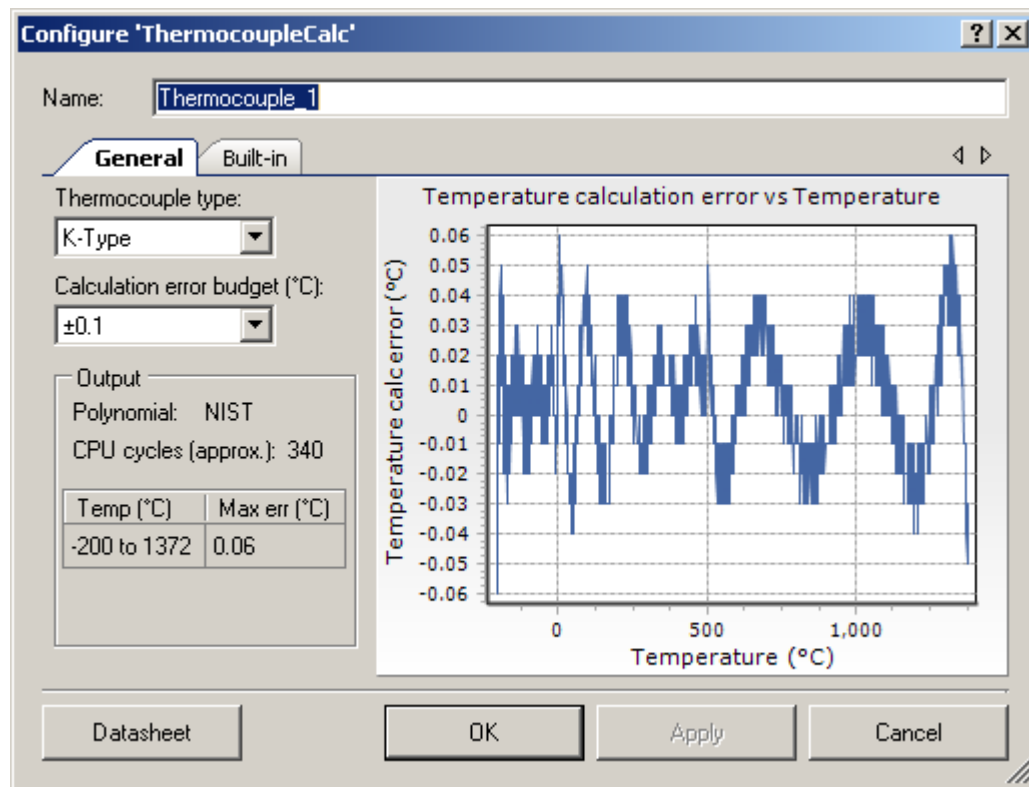 Configure 'ThermocoupleCalc'
Name: Thermocouple_1
General Built-in
Thermocouple type:
K-Type
Calculation error budget (°C):
±0.1
Output
Polynomial: NIST
CPU cycles (approx.): 340
Temp (°C) Max err (°C)
-200 to 1372 0.06
Temperature calculation error vs Temperature
Temperature calc error (°C)
0.06
0.05
0.04
0.03
0.02
0.01
0
-0.01
-0.02
-0.03
-0.04
-0.05
-0.06
0 500 1,000
Temperature (°C)
Datasheet OK Apply Cancel